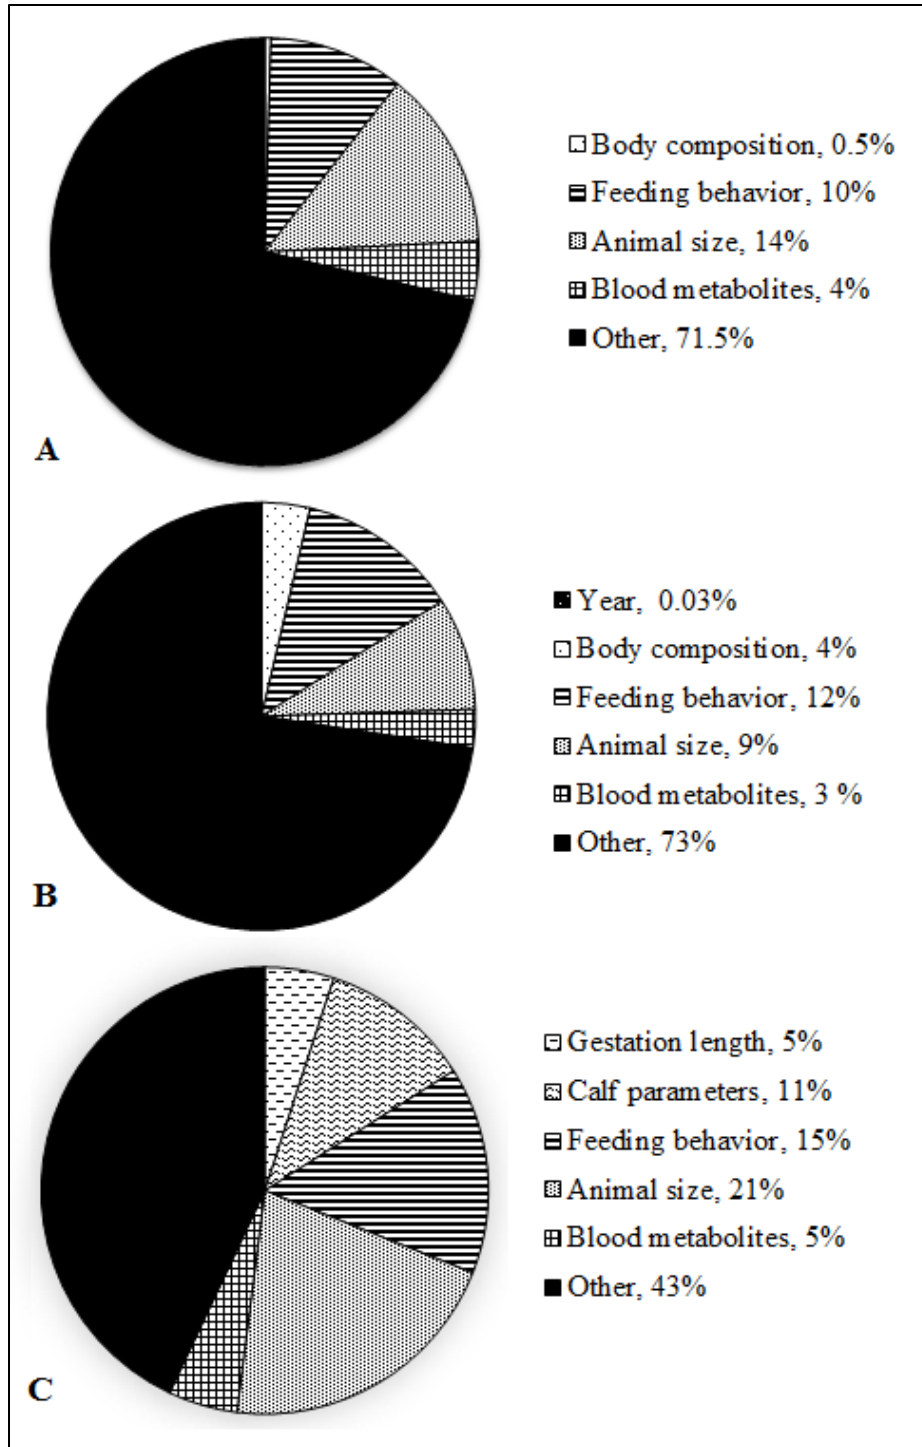 Body composition, 0.5%
Feeding behavior, 10%
Animal size, 14%
Blood metabolites, 4%
Other, 71.5%
A
Year,  0.03%
Body composition, 4%
Feeding behavior, 12%
Animal size, 9%
Blood metabolites, 3 %
Other, 73%
B
Gestation length, 5%
Calf parameters, 11%
Feeding behavior, 15%
Animal size, 21%
Blood metabolites, 5%
Other, 43%
C